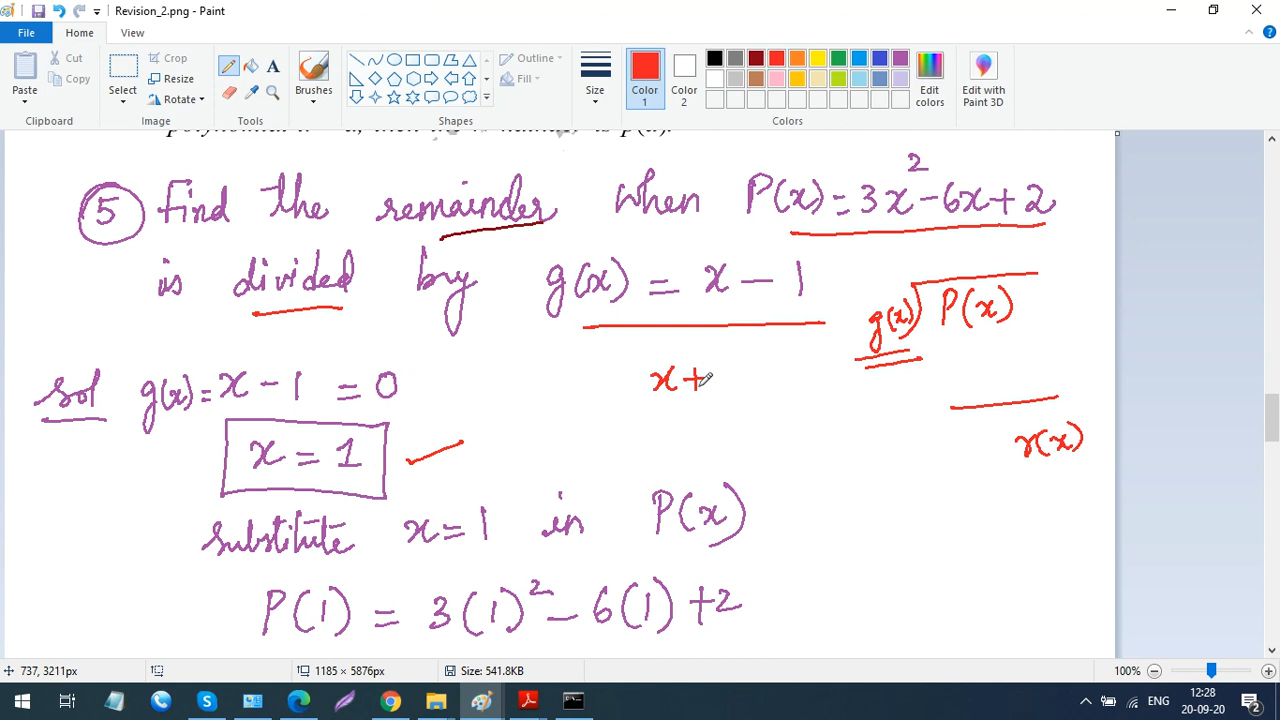 Revision_2.png - Paint
File Home View
Cut
Copy
Paste
Clipboard
Select
Crop
Resize
Rotate
Image
Tools
Brushes
Outline
Fill
Shapes
Size
Color 1
Color 2
Edit colors
Edit with Paint 3D
Colors
⑤ Find the remainder when P(x) = 3x² - 6x + 2
is divided by g(x) = x - 1
g(x) P(x)
r(x)
x +
sol g(x) = x - 1 = 0
x = 1
substitute x = 1 in P(x)
P(1) = 3(1)² - 6(1) + 2
737, 3211px 1185 × 5876px Size: 541.8KB 100%
ENG 12:28
20-09-20
2